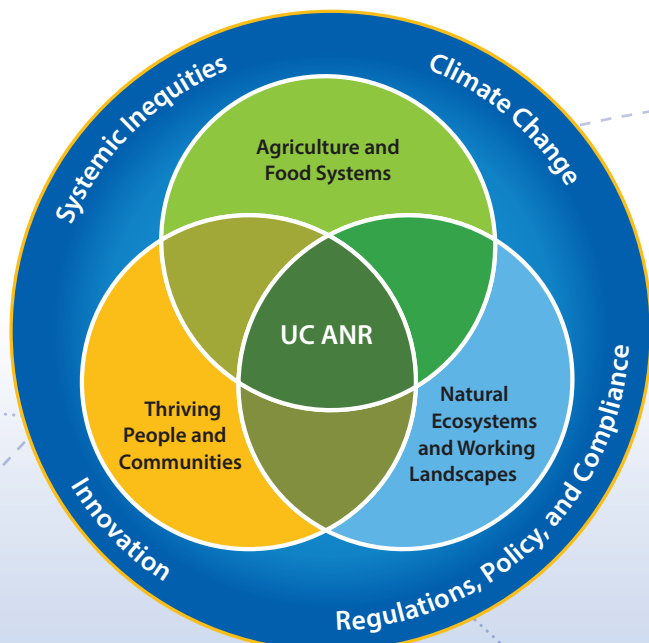 Systemic Inequities
Climate Change
Agriculture and
Food Systems
UC ANR
Thriving
People and
Communities
Natural
Ecosystems
and Working
Landscapes
Innovation
Regulations, Policy, and Compliance